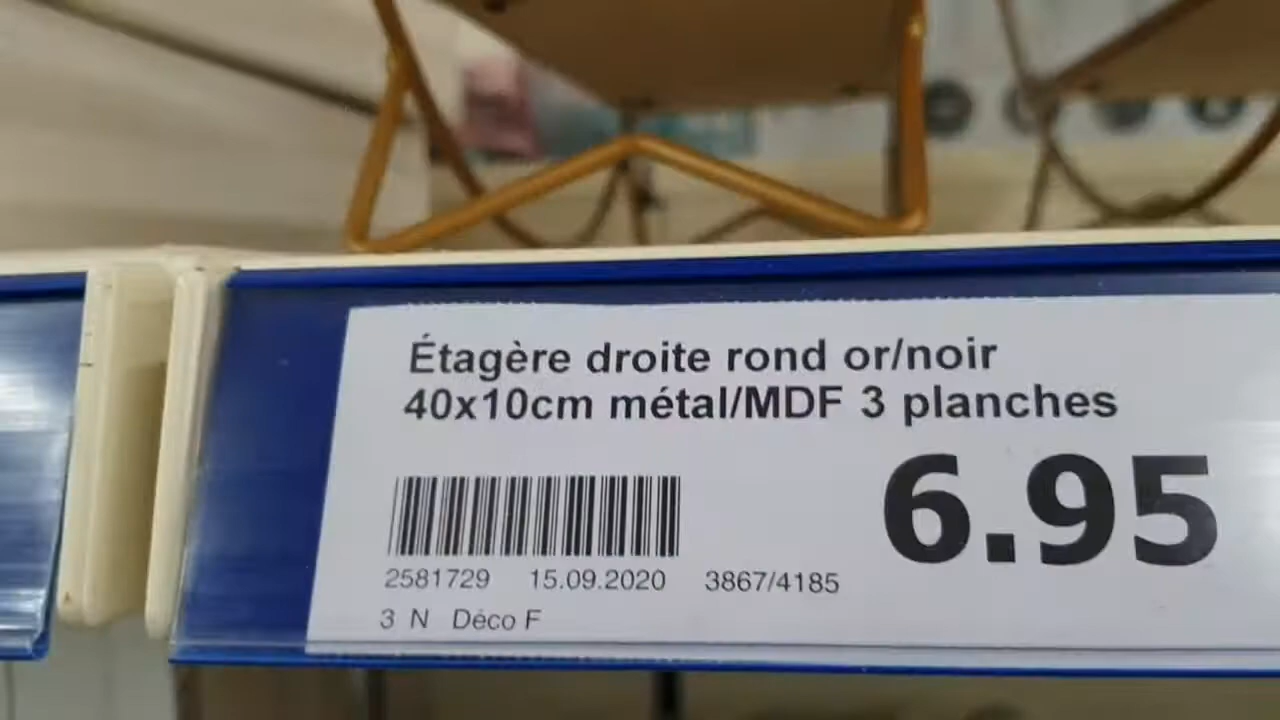 Étagère droite rond or/noir
40x10cm métal/MDF 3 planches
6.95
2581729 15.09.2020 3867/4185
3 N Déco F